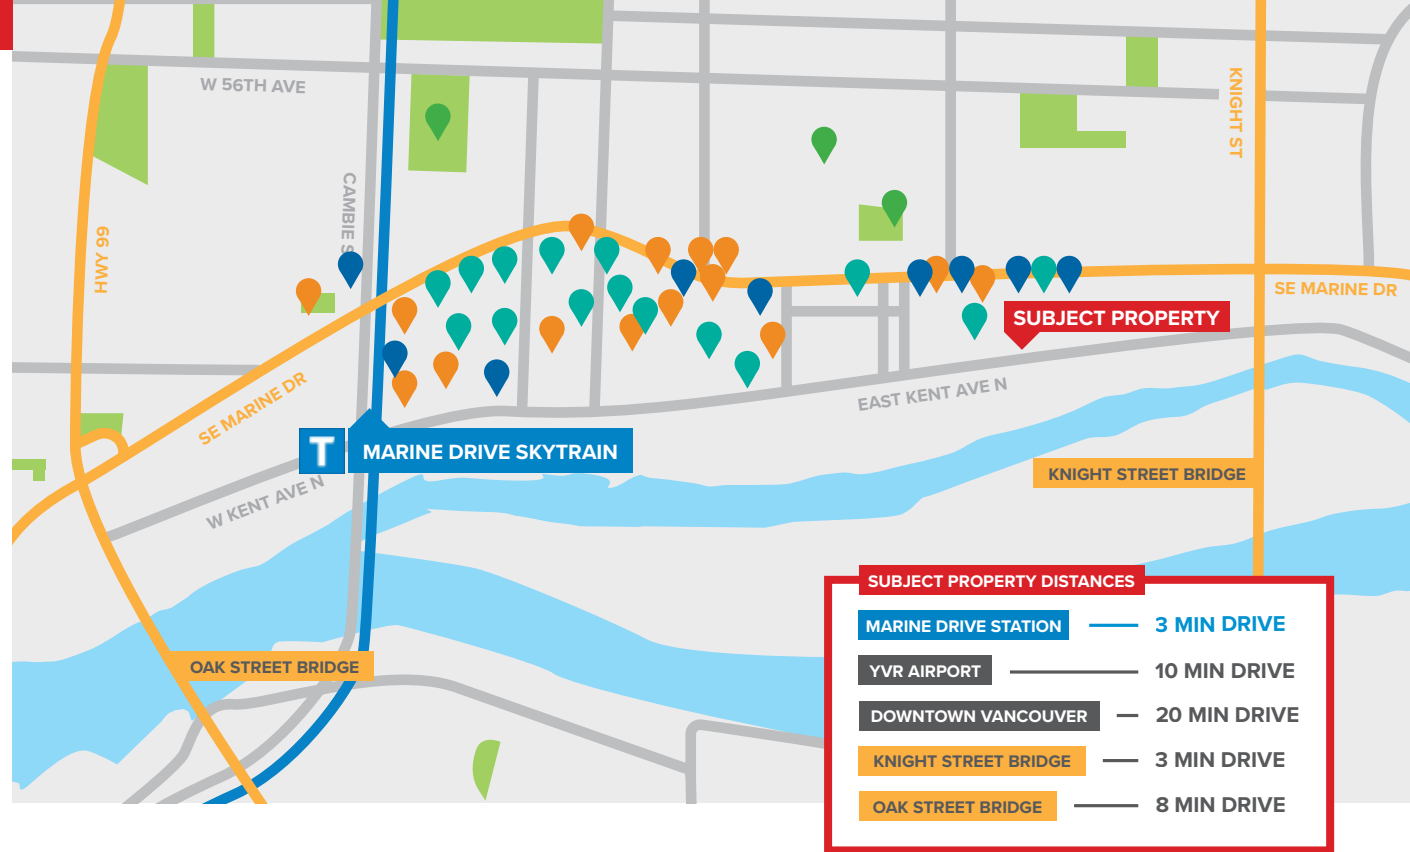 W 56TH AVE
KNIGHT ST
CAMBIE S
HWY 99
SE MARINE DR
SUBJECT PROPERTY
SE MARINE DR
EAST KENT AVE N
T
MARINE DRIVE SKYTRAIN
W KENT AVE N
KNIGHT STREET BRIDGE
OAK STREET BRIDGE
SUBJECT PROPERTY DISTANCES
MARINE DRIVE STATION 3 MIN DRIVE
YVR AIRPORT 10 MIN DRIVE
DOWNTOWN VANCOUVER 20 MIN DRIVE
KNIGHT STREET BRIDGE 3 MIN DRIVE
OAK STREET BRIDGE 8 MIN DRIVE